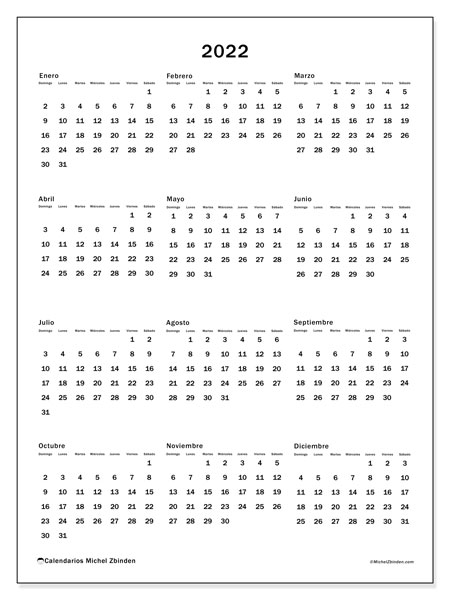 2022
Enero
Domingo Lunes Martes Miércoles Jueves Viernes Sábado
1
2 3 4 5 6 7 8
9 10 11 12 13 14 15
16 17 18 19 20 21 22
23 24 25 26 27 28 29
30 31
Febrero
Domingo Lunes Martes Miércoles Jueves Viernes Sábado
1 2 3 4 5
6 7 8 9 10 11 12
13 14 15 16 17 18 19
20 21 22 23 24 25 26
27 28
Marzo
Domingo Lunes Martes Miércoles Jueves Viernes Sábado
1 2 3 4 5
6 7 8 9 10 11 12
13 14 15 16 17 18 19
20 21 22 23 24 25 26
27 28 29 30 31
Abril
Domingo Lunes Martes Miércoles Jueves Viernes Sábado
1 2
3 4 5 6 7 8 9
10 11 12 13 14 15 16
17 18 19 20 21 22 23
24 25 26 27 28 29 30
Mayo
Domingo Lunes Martes Miércoles Jueves Viernes Sábado
1 2 3 4 5 6 7
8 9 10 11 12 13 14
15 16 17 18 19 20 21
22 23 24 25 26 27 28
29 30 31
Junio
Domingo Lunes Martes Miércoles Jueves Viernes Sábado
1 2 3 4
5 6 7 8 9 10 11
12 13 14 15 16 17 18
19 20 21 22 23 24 25
26 27 28 29 30
Julio
Domingo Lunes Martes Miércoles Jueves Viernes Sábado
1 2
3 4 5 6 7 8 9
10 11 12 13 14 15 16
17 18 19 20 21 22 23
24 25 26 27 28 29 30
31
Agosto
Domingo Lunes Martes Miércoles Jueves Viernes Sábado
1 2 3 4 5 6
7 8 9 10 11 12 13
14 15 16 17 18 19 20
21 22 23 24 25 26 27
28 29 30 31
Septiembre
Domingo Lunes Martes Miércoles Jueves Viernes Sábado
1 2 3
4 5 6 7 8 9 10
11 12 13 14 15 16 17
18 19 20 21 22 23 24
25 26 27 28 29 30
Octubre
Domingo Lunes Martes Miércoles Jueves Viernes Sábado
1
2 3 4 5 6 7 8
9 10 11 12 13 14 15
16 17 18 19 20 21 22
23 24 25 26 27 28 29
30 31
Noviembre
Domingo Lunes Martes Miércoles Jueves Viernes Sábado
1 2 3 4 5
6 7 8 9 10 11 12
13 14 15 16 17 18 19
20 21 22 23 24 25 26
27 28 29 30
Diciembre
Domingo Lunes Martes Miércoles Jueves Viernes Sábado
1 2 3
4 5 6 7 8 9 10
11 12 13 14 15 16 17
18 19 20 21 22 23 24
25 26 27 28 29 30 31
Calendarios Michel Zbinden
©MichelZbinden.com